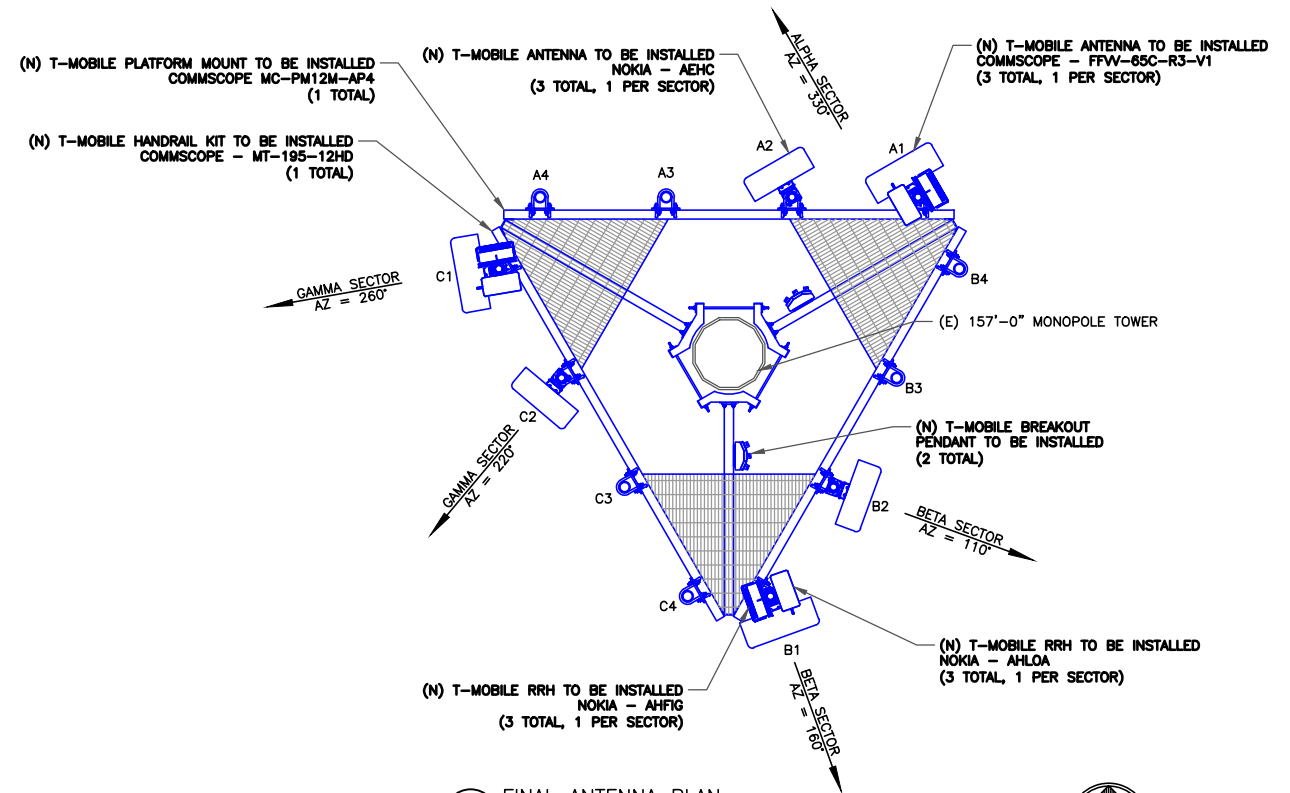 (N) T-MOBILE PLATFORM MOUNT TO BE INSTALLED
COMMSCOPE MC-PM12M-AP4
(1 TOTAL)
(N) T-MOBILE HANDRAIL KIT TO BE INSTALLED
COMMSCOPE - MT-195-12HD
(1 TOTAL)
(N) T-MOBILE ANTENNA TO BE INSTALLED
NOKIA - AEHC
(3 TOTAL, 1 PER SECTOR)
ALPHA SECTOR
AZ = 330°
(N) T-MOBILE ANTENNA TO BE INSTALLED
COMMSCOPE - FFVV-65C-R3-V1
(3 TOTAL, 1 PER SECTOR)
A4
A3
A2
A1
C1
GAMMA SECTOR
AZ = 260°
B4
(E) 157'-0" MONOPOLE TOWER
B3
C2
GAMMA SECTOR
AZ = 220°
(N) T-MOBILE BREAKOUT
PENDANT TO BE INSTALLED
(2 TOTAL)
C3
B2
BETA SECTOR
AZ = 110°
C4
B1
(N) T-MOBILE RRH TO BE INSTALLED
NOKIA - AHLOA
(3 TOTAL, 1 PER SECTOR)
(N) T-MOBILE RRH TO BE INSTALLED
NOKIA - AHFIG
(3 TOTAL, 1 PER SECTOR)
BETA SECTOR
AZ = 160°
FINAL ANTENNA PLAN